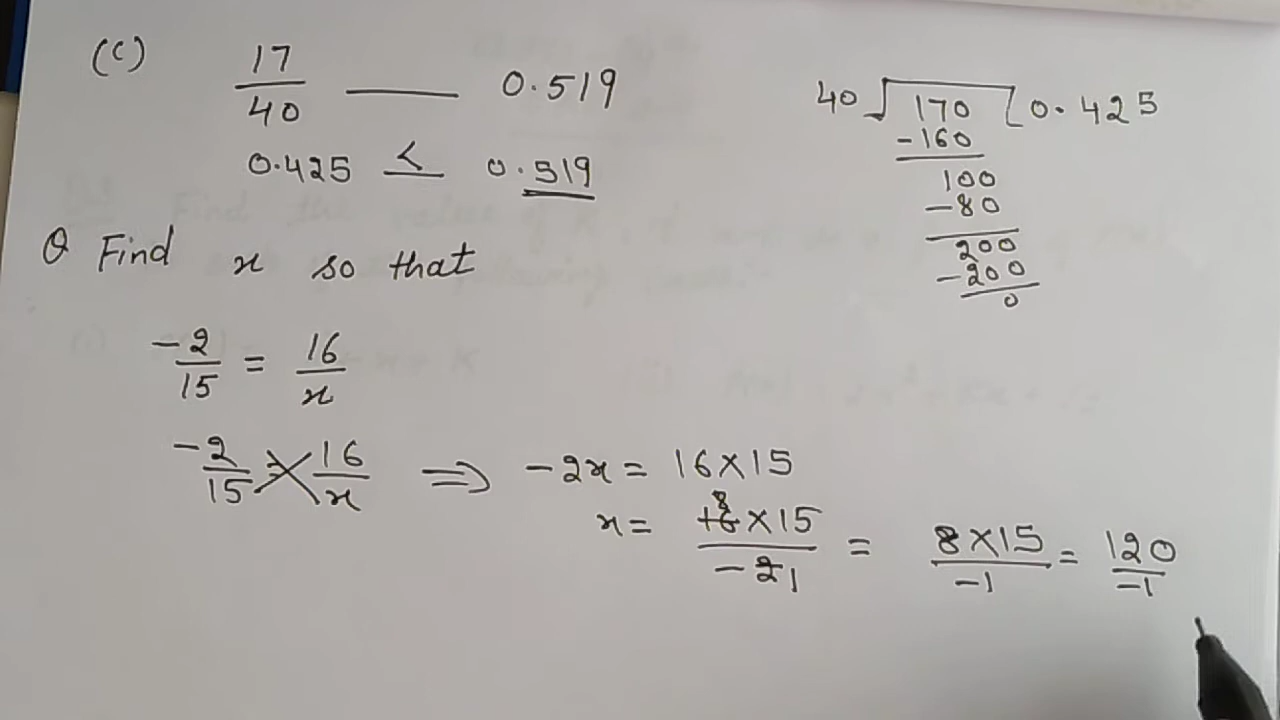 (c) 17/40 ____ 0.519
0.425 < 0.519
40 170 0.425
-160
100
-80
200
-200
0
Q Find x so that
-2/15 = 16/x
-2/15 = 16/x ⇒ -2x = 16×15
x = 16 8×15/-2 1 = 8×15/-1 = 120/-1